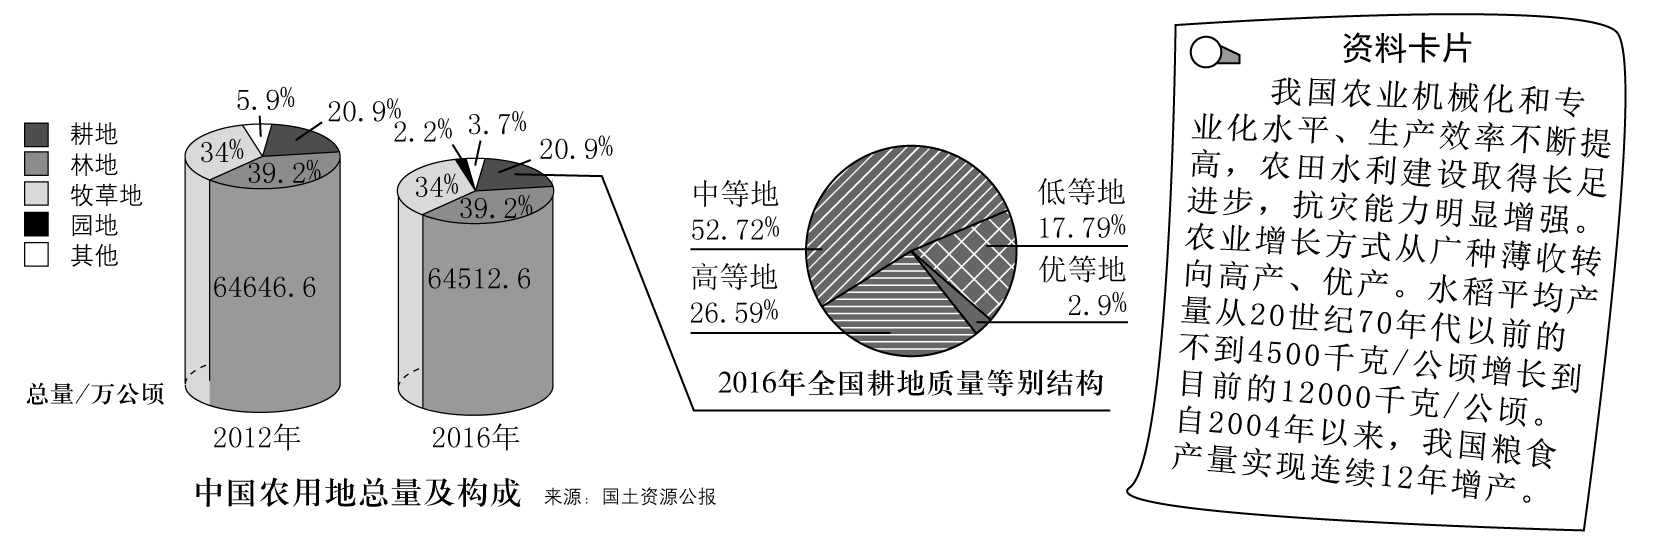 耕地
林地
牧草地
园地
其他
5.9%
20.9%
34%
39.2%
64646.6
2.2%
3.7%
20.9%
34%
39.2%
64512.6
总量/万公顷
2012年
2016年
中国农用地总量及构成
来源：国土资源公报
中等地
52.72%
高等地
26.59%
低等地
17.79%
优等地
2.9%
2016年全国耕地质量等别结构
资料卡片
我国农业机械化和专
业化水平、生产效率不断提
高，农田水利建设取得长足
进步，抗灾能力明显增强。
农业增长方式从广种薄收转
向高产、优产。水稻平均产
量从20世纪70年代以前的
不到4500千克/公顷增长到
目前的12000千克/公顷。
自2004年以来，我国粮食
产量实现连续12年增产。